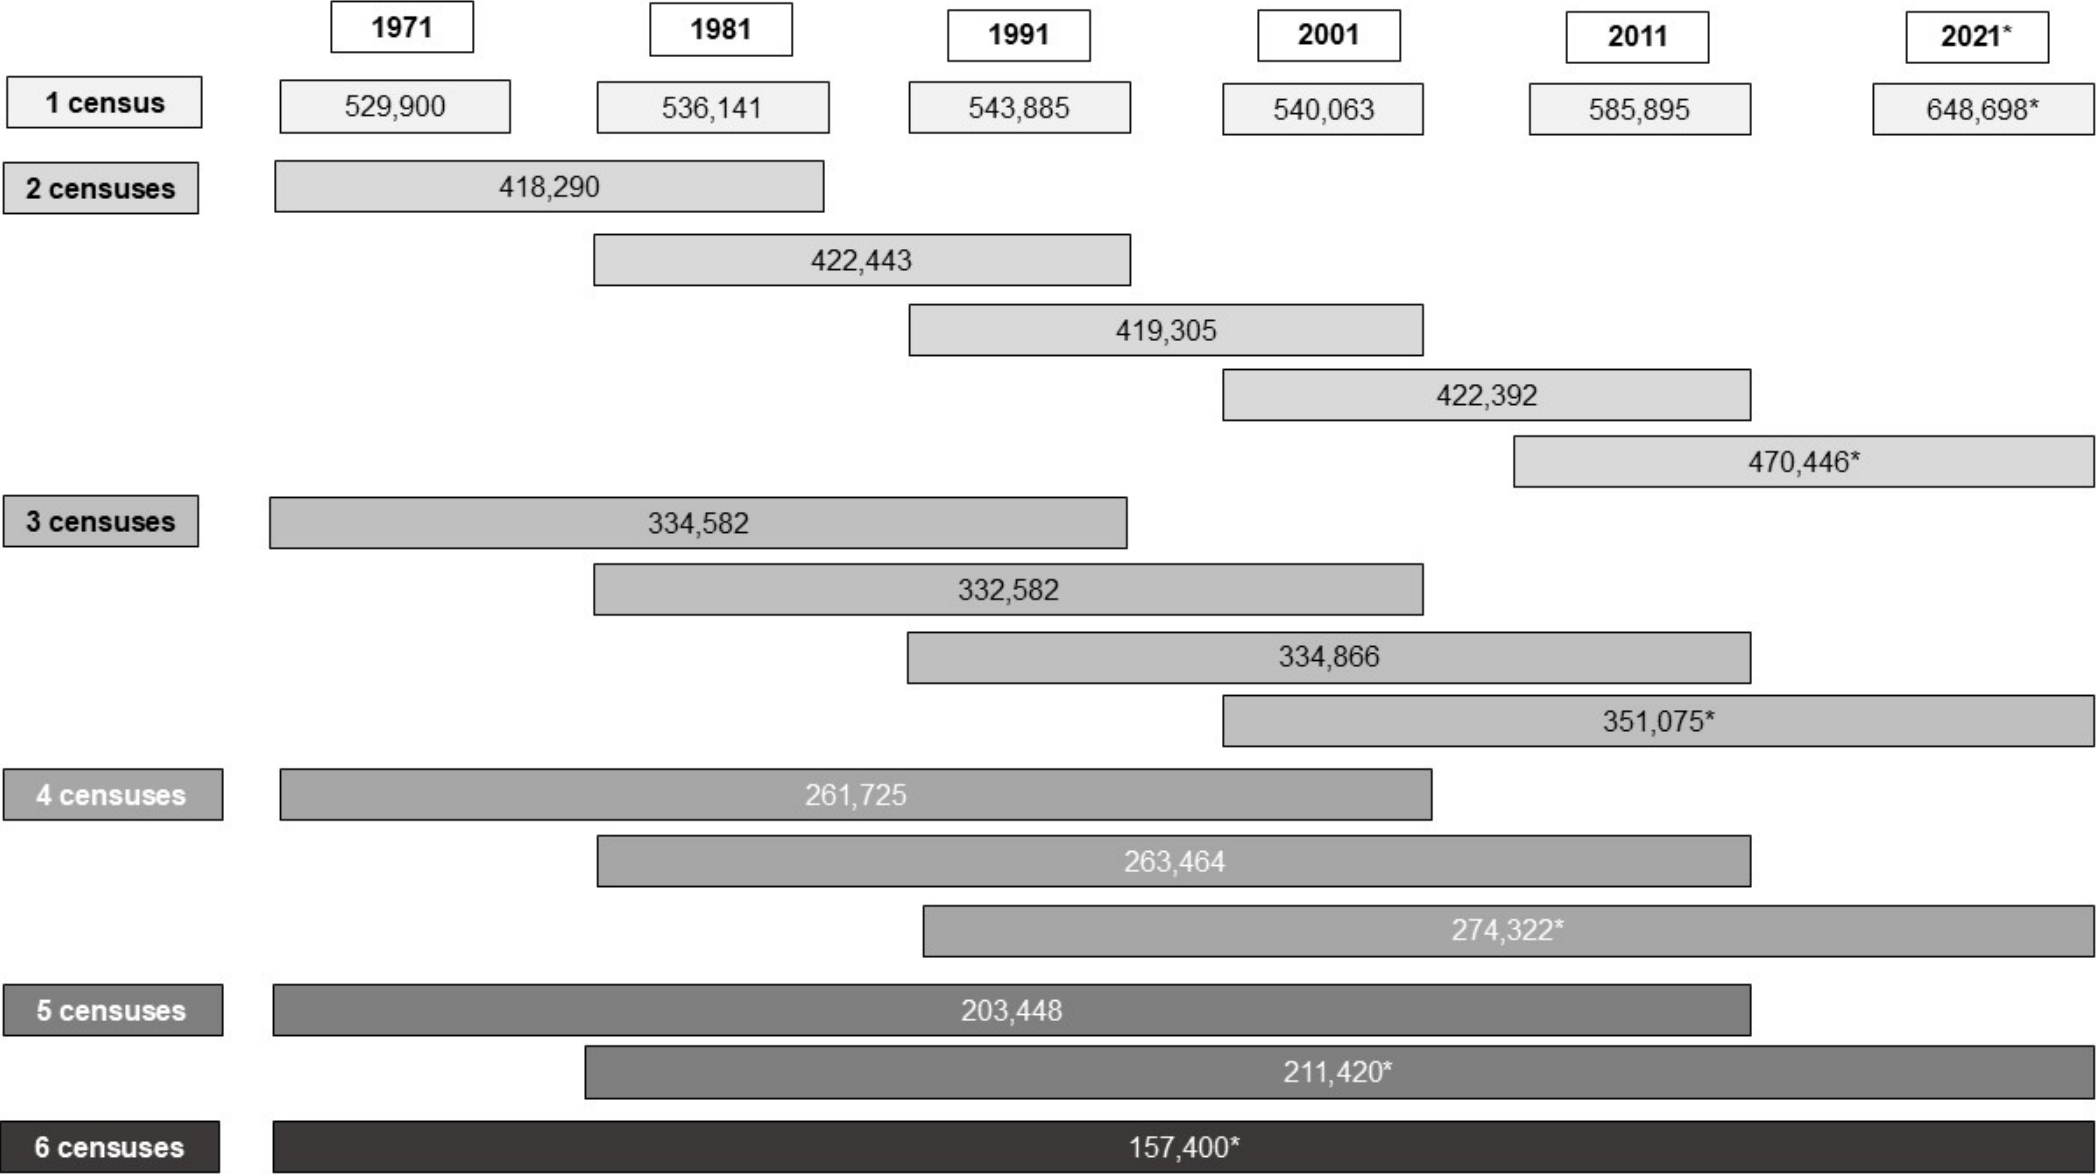 1971 1981 1991 2001 2011 2021*
1 census 529,900 536,141 543,885 540,063 585,895 648,698*
2 censuses 418,290
422,443
419,305
422,392
470,446*
3 censuses 334,582
332,582
334,866
351,075*
4 censuses 261,725
263,464
274,322*
5 censuses 203,448
211,420*
6 censuses 157,400*